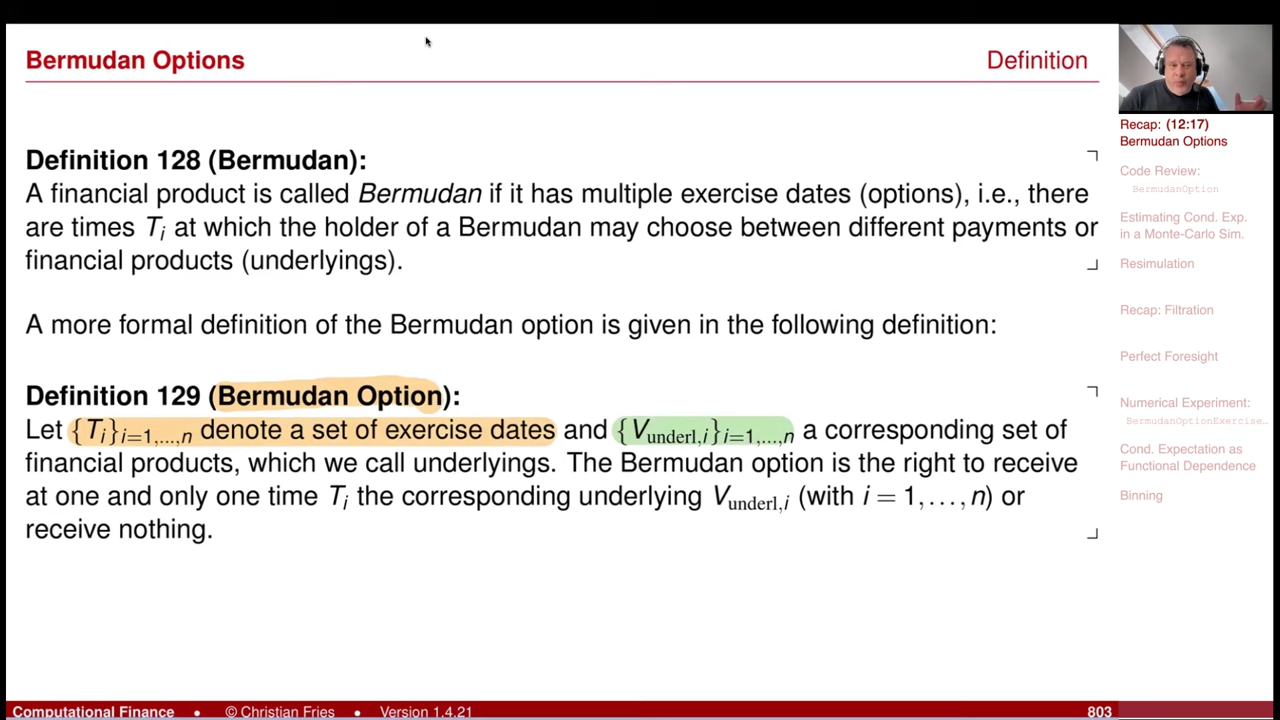 Bermudan Options
Definition
Definition 128 (Bermudan):
A financial product is called Bermudan if it has multiple exercise dates (options), i.e., there
are times Ti at which the holder of a Bermudan may choose between different payments or
financial products (underlyings).
A more formal definition of the Bermudan option is given in the following definition:
Definition 129 (Bermudan Option):
Let {Ti}i=1,...,n denote a set of exercise dates and {Vunderl,i}i=1,...,n a corresponding set of
financial products, which we call underlyings. The Bermudan option is the right to receive
at one and only one time Ti the corresponding underlying Vunderl,i (with i = 1, . . . , n) or
receive nothing.
Recap: (12:17)
Bermudan Options
Code Review:
BermudanOption
Estimating Cond. Exp.
in a Monte-Carlo Sim.
Resimulation
Recap: Filtration
Perfect Foresight
Numerical Experiment:
BermudanOptionExercise...
Cond. Expectation as
Functional Dependence
Binning
Computational Finance • © Christian Fries • Version 1.4.21
803